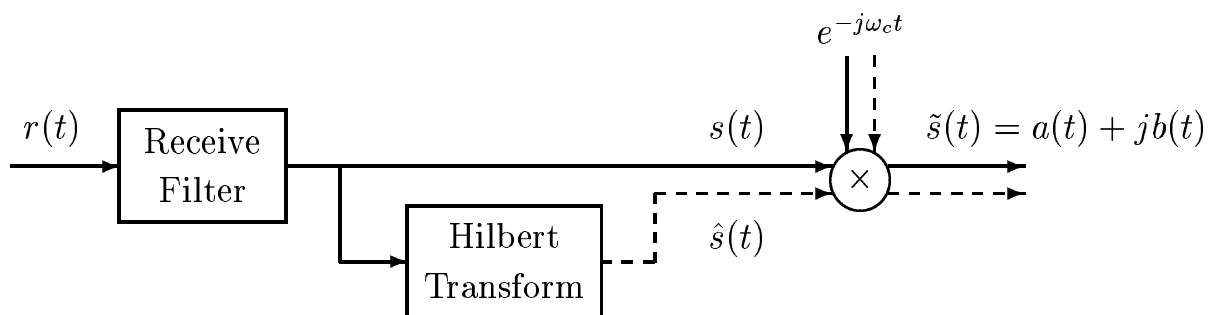 e^{-jω_c t}
r(t)
Receive
Filter
s(t)
×
s̃(t) = a(t) + jb(t)
Hilbert
Transform
ŝ(t)